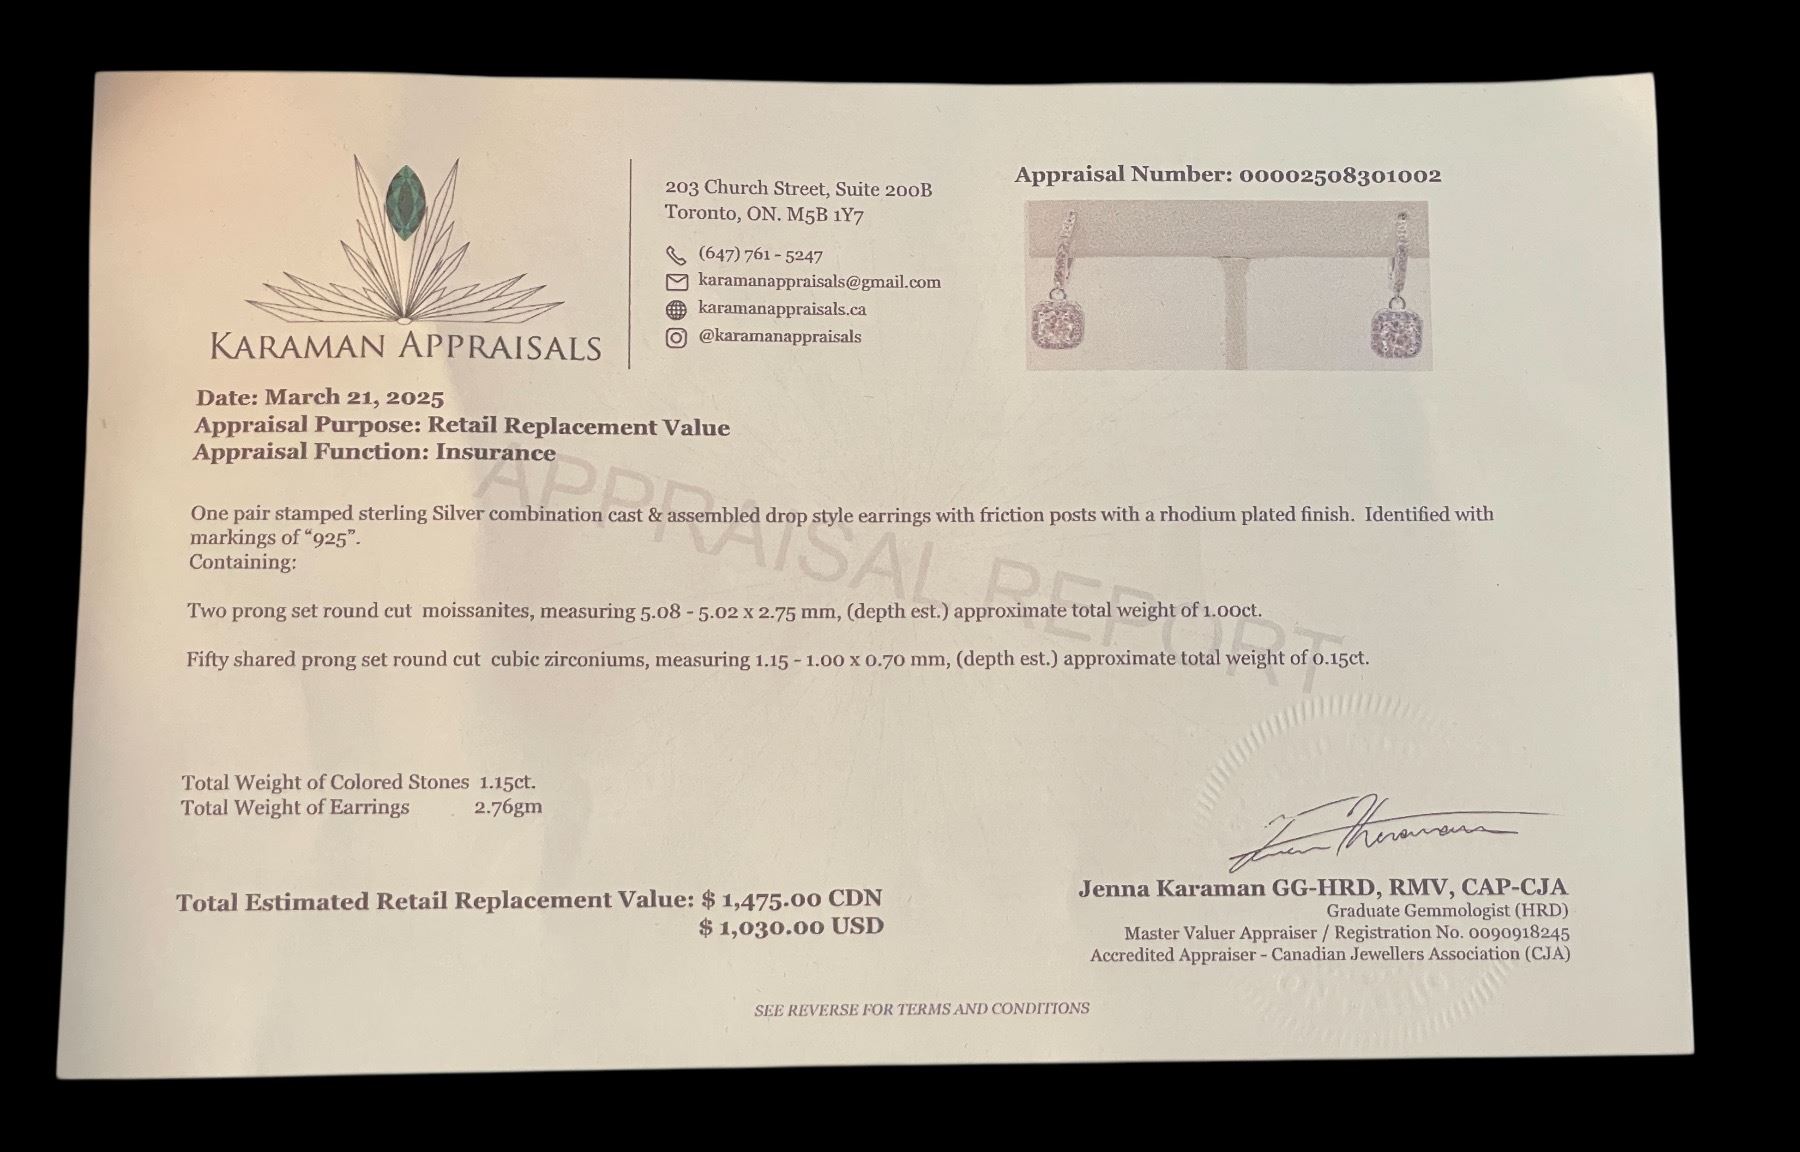 KARAMAN APPRAISALS
203 Church Street, Suite 200B
Toronto, ON. M5B 1Y7
(647) 761 - 5247
karamanappraisals@gmail.com
karamanappraisals.ca
@karamanappraisals
Appraisal Number: 00002508301002
Date: March 21, 2025
Appraisal Purpose: Retail Replacement Value
Appraisal Function: Insurance
APPRAISAL REPORT
One pair stamped sterling Silver combination cast & assembled drop style earrings with friction posts with a rhodium plated finish. Identified with
markings of “925”.
Containing:
Two prong set round cut moissanites, measuring 5.08 - 5.02 x 2.75 mm, (depth est.) approximate total weight of 1.00ct.
Fifty shared prong set round cut cubic zirconiums, measuring 1.15 - 1.00 x 0.70 mm, (depth est.) approximate total weight of 0.15ct.
Total Weight of Colored Stones 1.15ct.
Total Weight of Earrings 2.76gm
Total Estimated Retail Replacement Value: $ 1,475.00 CDN
$ 1,030.00 USD
Jenna Karaman GG-HRD, RMV, CAP-CJA
Graduate Gemmologist (HRD)
Master Valuer Appraiser / Registration No. 0090918245
Accredited Appraiser - Canadian Jewellers Association (CJA)
ONTARIO
SEE REVERSE FOR TERMS AND CONDITIONS